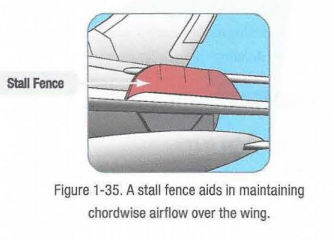 Stall Fence
Figure 1-35. A stall fence aids in maintaining
chordwise airflow over the wing.